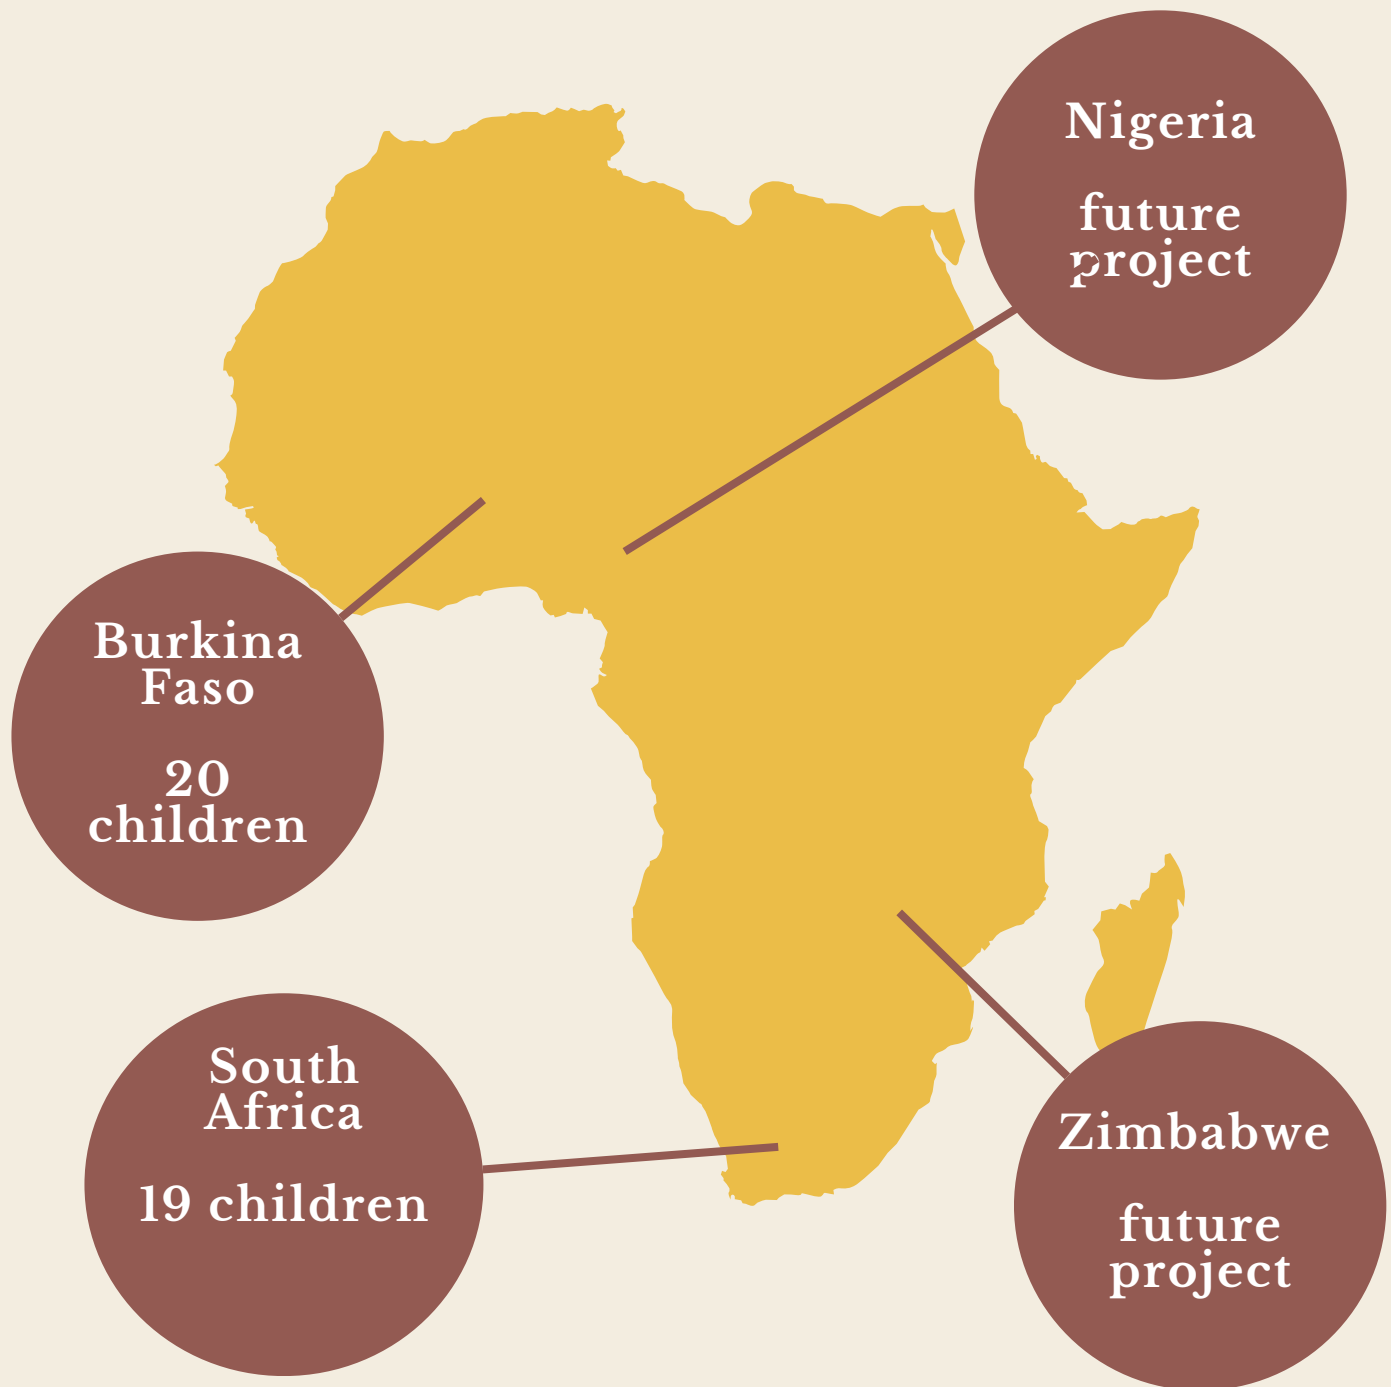 Nigeria
future
project
Burkina
Faso
20
children
South
Africa
19 children
Zimbabwe
future
project